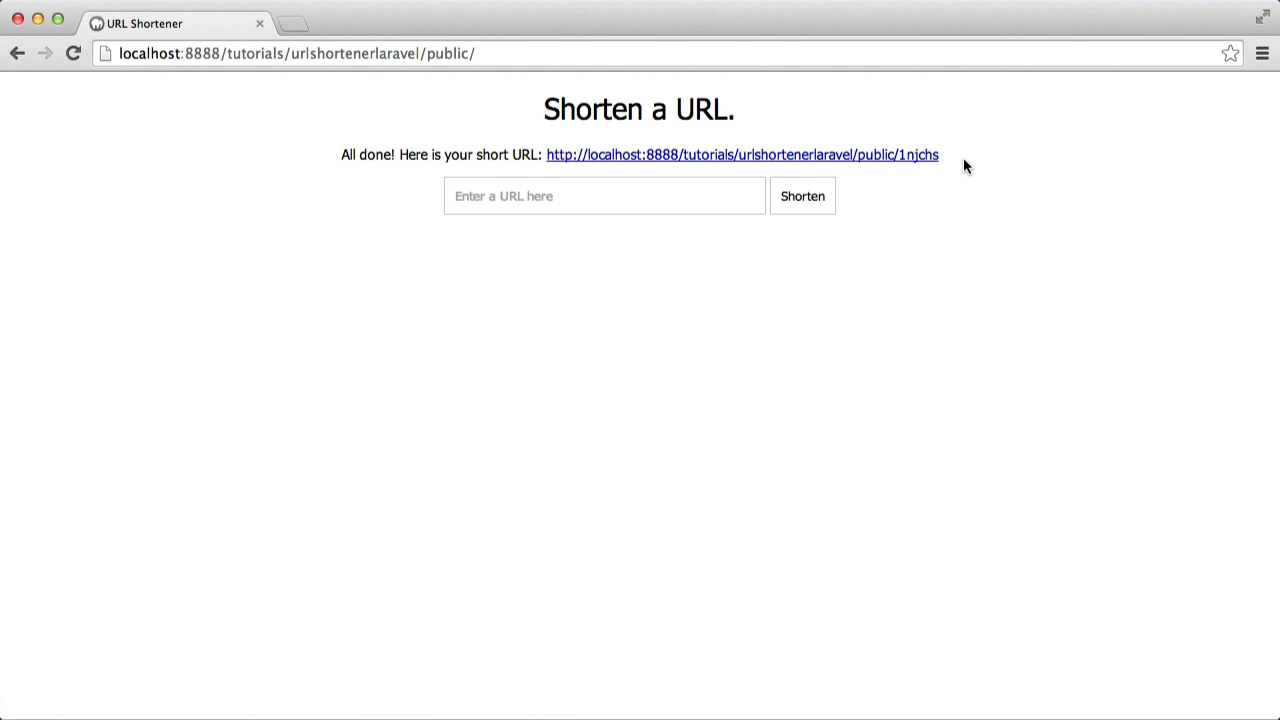 URL Shortener
localhost:8888/tutorials/urlshortenerlaravel/public/
Shorten a URL.
All done! Here is your short URL: http://localhost:8888/tutorials/urlshortenerlaravel/public/1njchs
Enter a URL here
Shorten